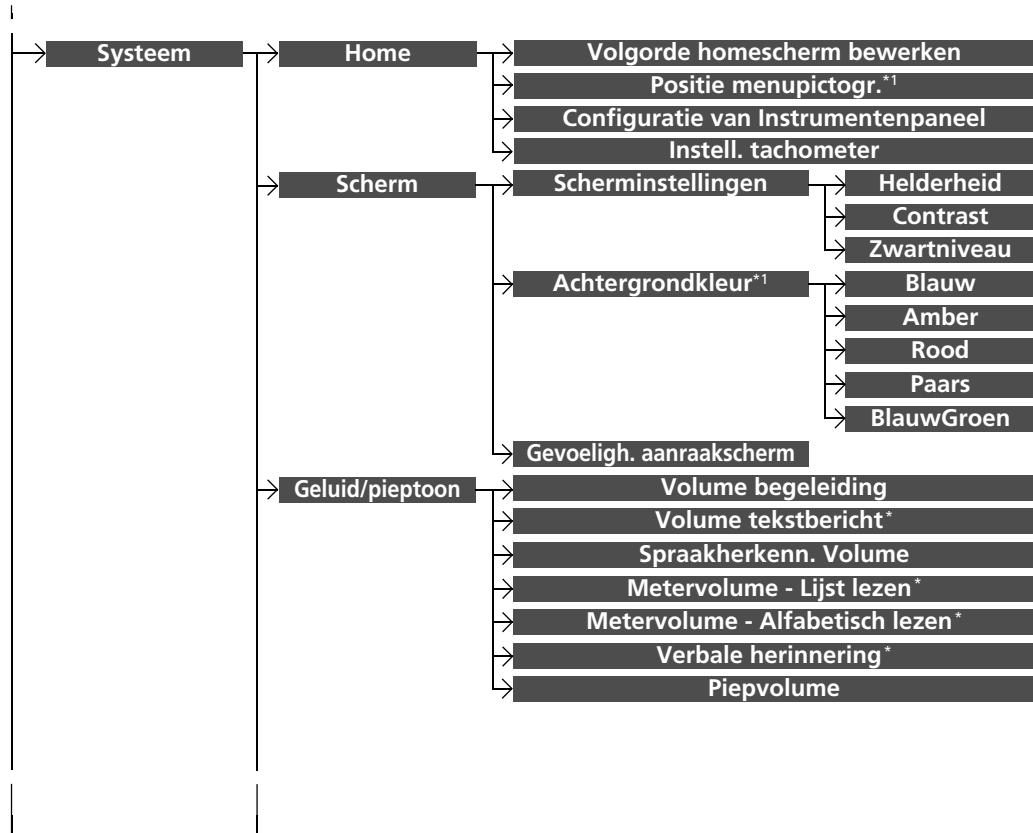 Systeem
Home
Volgorde homescherm bewerken
Positie menupictogr.*1
Configuratie van Instrumentenpaneel
Instell. tachometer
Scherm
Scherminstellingen
Helderheid
Contrast
Zwartniveau
Achtergrondkleur*1
Blauw
Amber
Rood
Paars
BlauwGroen
Gevoeligh. aanraakscherm
Geluid/pieptoon
Volume begeleiding
Volume tekstbericht*
Spraakherkenn. Volume
Metervolume - Lijst lezen*
Metervolume - Alfabetisch lezen*
Verbale herinnering*
Piepvolume